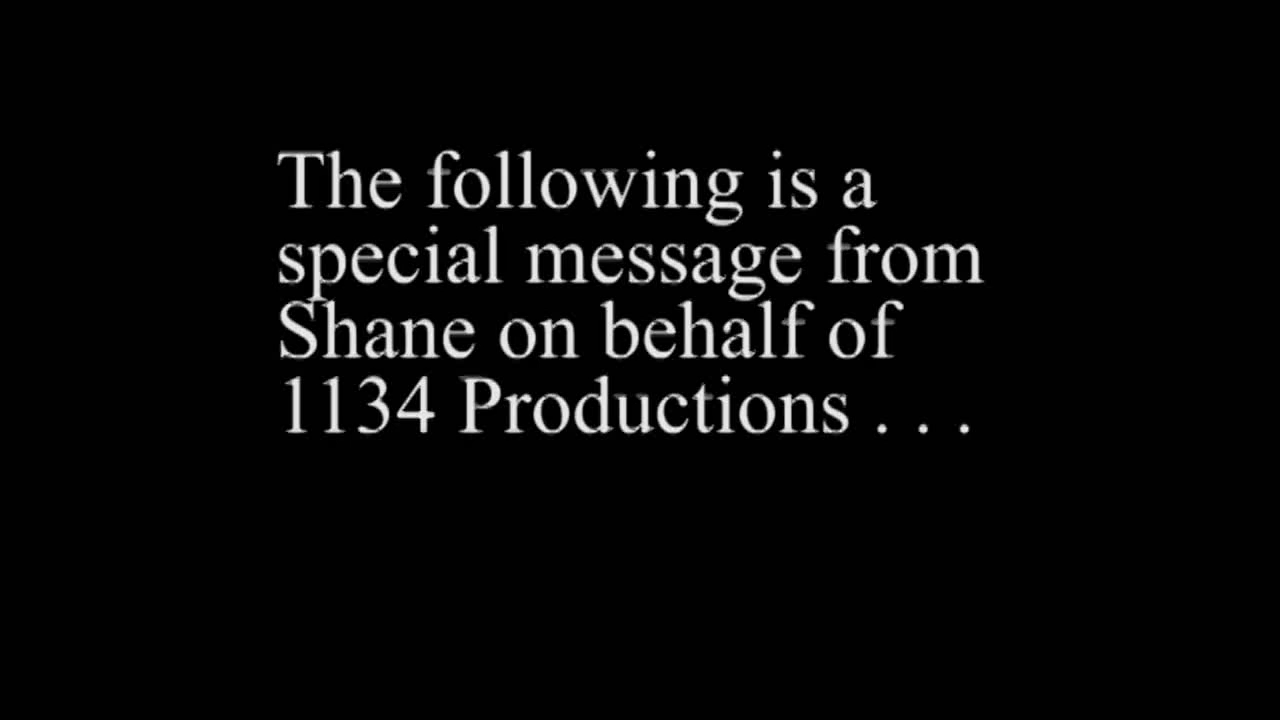 The following is a
special message from
Shane on behalf of
1134 Productions . . .